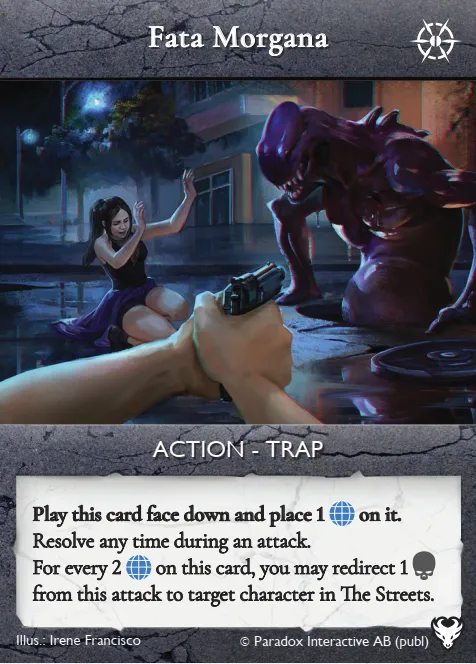 Fata Morgana
ACTION - TRAP
Play this card face down and place 1 on it.
Resolve any time during an attack.
For every 2 on this card, you may redirect 1
from this attack to target character in The Streets.
Illus.: Irene Francisco
© Paradox Interactive AB (publ)